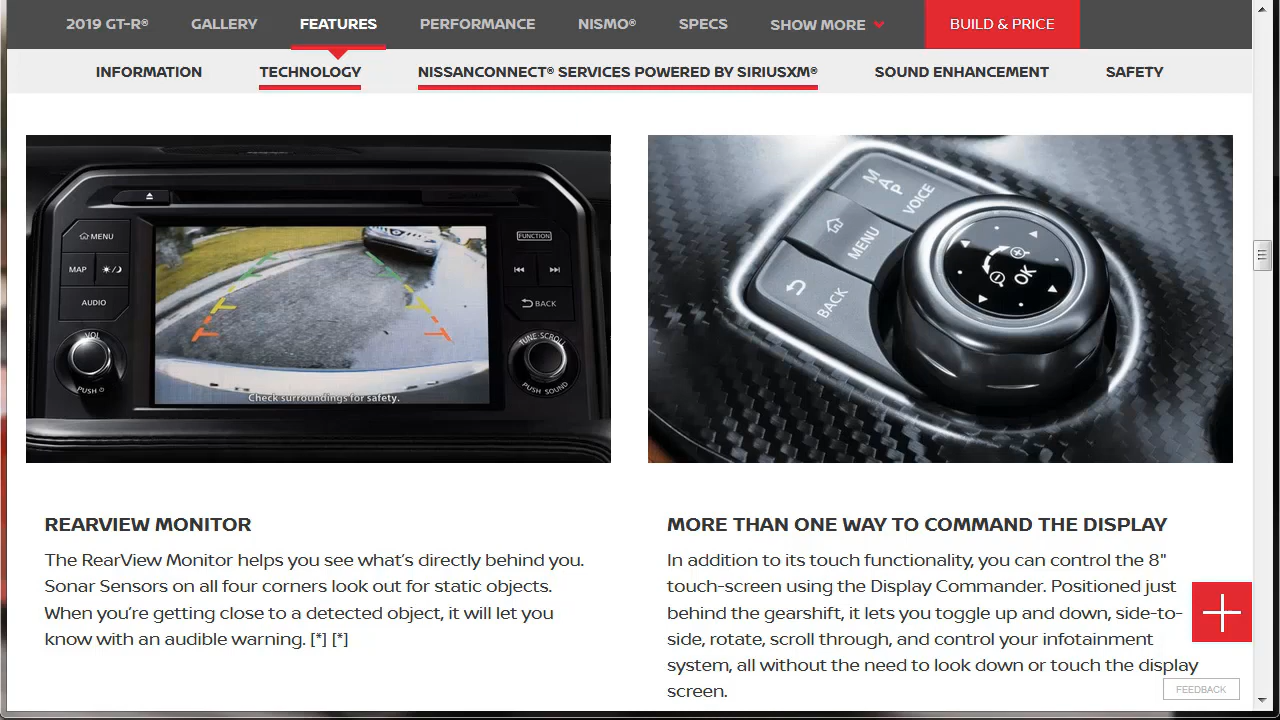 2019 GT-R®
GALLERY
FEATURES
PERFORMANCE
NISMO®
SPECS
SHOW MORE
BUILD & PRICE
INFORMATION
TECHNOLOGY
NISSANCONNECT® SERVICES POWERED BY SIRIUSXM®
SOUND ENHANCEMENT
SAFETY
MENU
MAP
AUDIO
VOL
PUSH
FUNCTION
BACK
TUNE·SCROLL
PUSH SOUND
Check surroundings for safety.
MAP
VOICE
MENU
BACK
OK
REARVIEW MONITOR
The RearView Monitor helps you see what's directly behind you.
Sonar Sensors on all four corners look out for static objects.
When you're getting close to a detected object, it will let you
know with an audible warning. [*] [*]
MORE THAN ONE WAY TO COMMAND THE DISPLAY
In addition to its touch functionality, you can control the 8"
touch-screen using the Display Commander. Positioned just
behind the gearshift, it lets you toggle up and down, side-to-
side, rotate, scroll through, and control your infotainment
system, all without the need to look down or touch the display
screen.
FEEDBACK